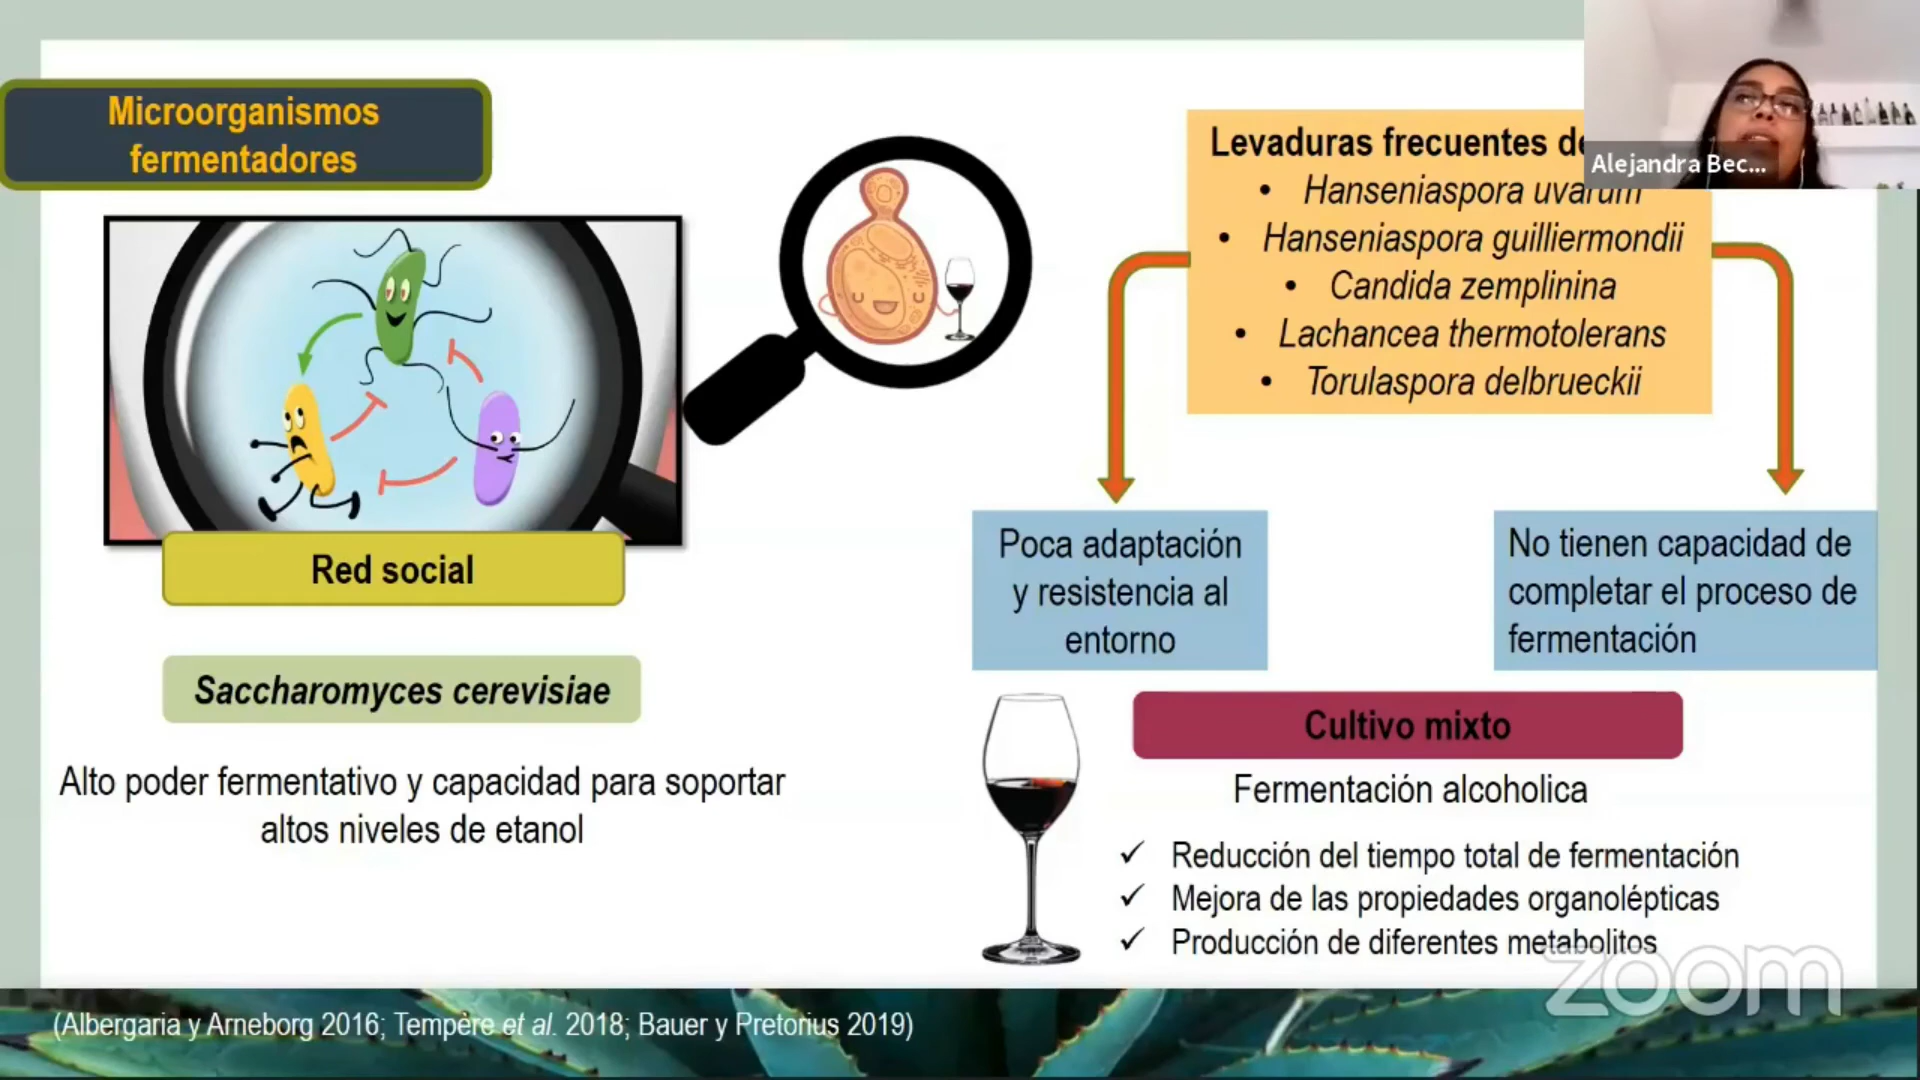 Microorganismos
fermentadores
Red social
Saccharomyces cerevisiae
Alto poder fermentativo y capacidad para soportar
altos niveles de etanol
Levaduras frecuentes de
• Hanseniaspora uvarum
• Hanseniaspora guilliermondii
• Candida zemplinina
• Lachancea thermotolerans
• Torulaspora delbrueckii
Alejandra Bec...
Poca adaptación
y resistencia al
entorno
No tienen capacidad de
completar el proceso de
fermentación
Cultivo mixto
Fermentación alcoholica
✓ Reducción del tiempo total de fermentación
✓ Mejora de las propiedades organolépticas
✓ Producción de diferentes metabolitos
zoom
(Albergaria y Arneborg 2016; Tempère et al. 2018; Bauer y Pretorius 2019)